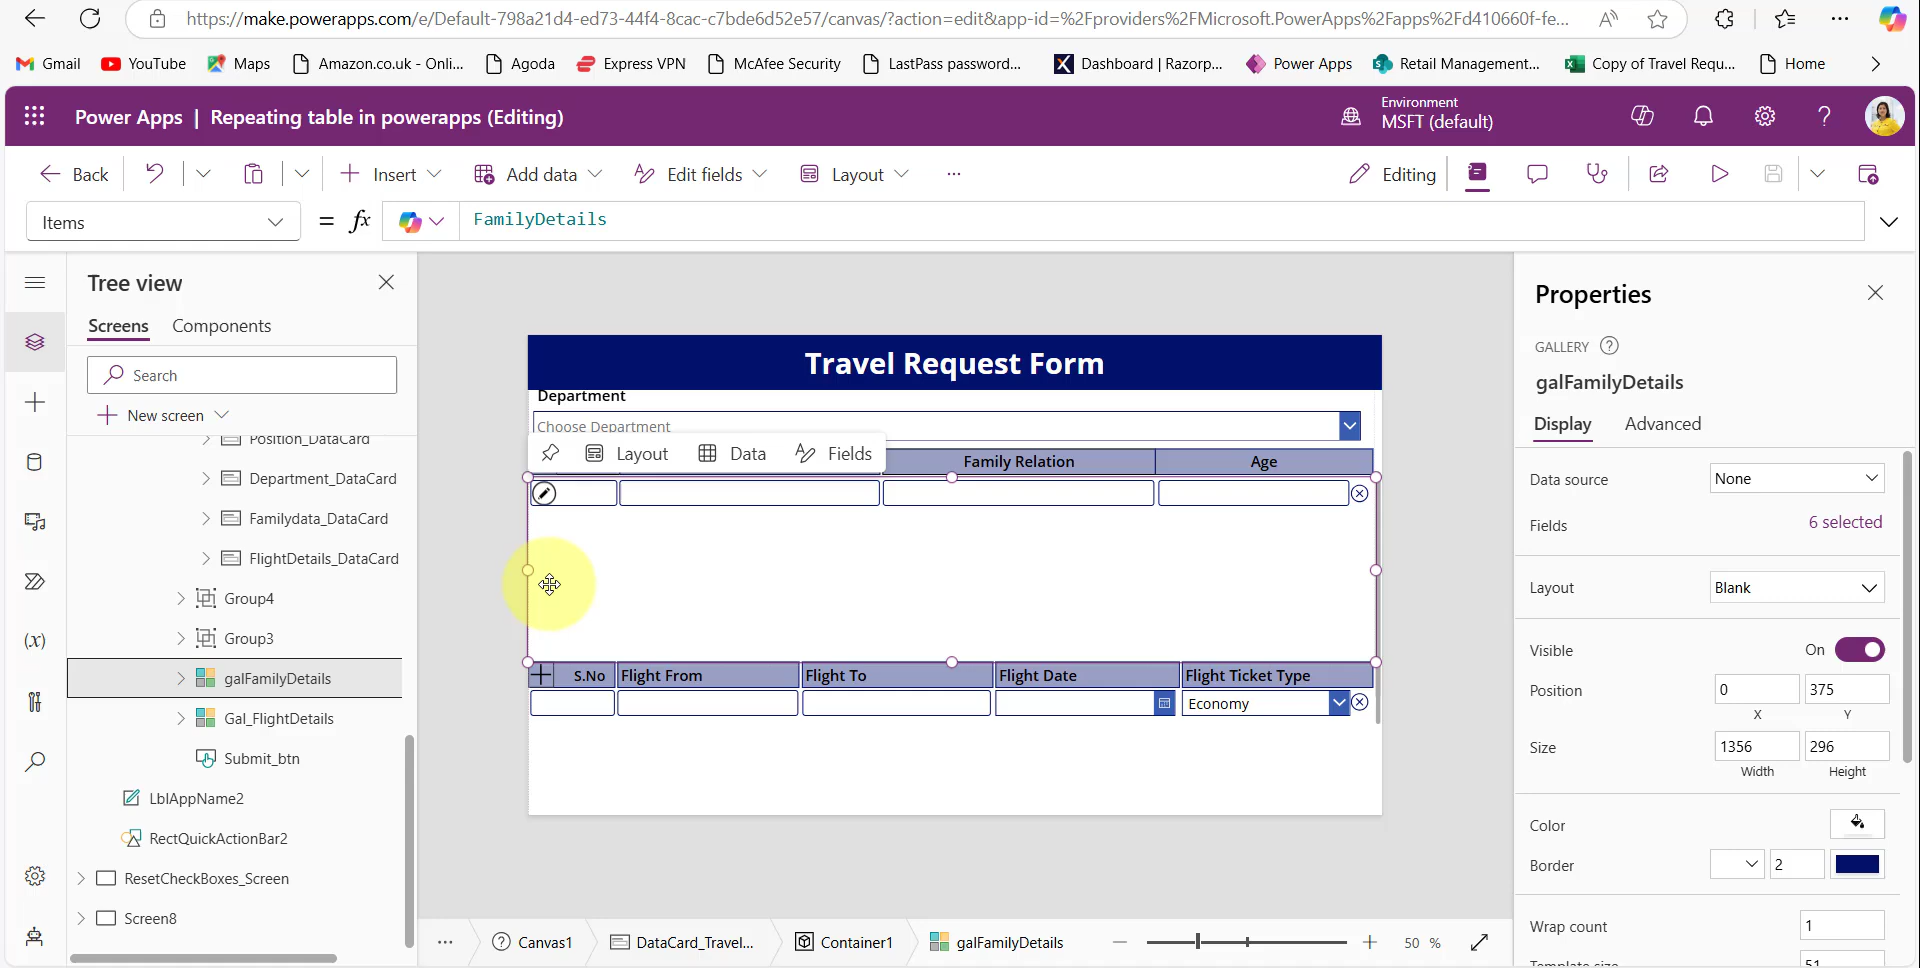 https://make.powerapps.com/e/Default-798a21d4-ed73-44f4-8cac-c7bde6d52e57/canvas/?action=edit&app-id=%2Fproviders%2FMicrosoft.PowerApps%2Fapps%2Fd410660f-fe...
Gmail YouTube Maps Amazon.co.uk - Onli... Agoda Express VPN McAfee Security LastPass password... Dashboard | Razorp... Power Apps Retail Management... Copy of Travel Requ... Home
Power Apps | Repeating table in powerapps (Editing)
Environment
MSFT (default)
Back Insert Add data Edit fields Layout ... Editing
Items = fx FamilyDetails
Tree view
Screens Components
Search
New screen
Position_DataCard
Department_DataCard
Familydata_DataCard
FlightDetails_DataCard
Group4
Group3
galFamilyDetails
Gal_FlightDetails
Submit_btn
LblAppName2
RectQuickActionBar2
ResetCheckBoxes_Screen
Screen8
Travel Request Form
Department
Choose Department
Layout Data Fields
Family Relation Age
S.No Flight From Flight To Flight Date Flight Ticket Type
Economy
... Canvas1 DataCard_Travel... Container1 galFamilyDetails 50 %
Properties
GALLERY
galFamilyDetails
Display Advanced
Data source None
Fields 6 selected
Layout Blank
Visible On
Position 0 375
X Y
Size 1356 296
Width Height
Color
Border 2
Wrap count 1
Template size 51